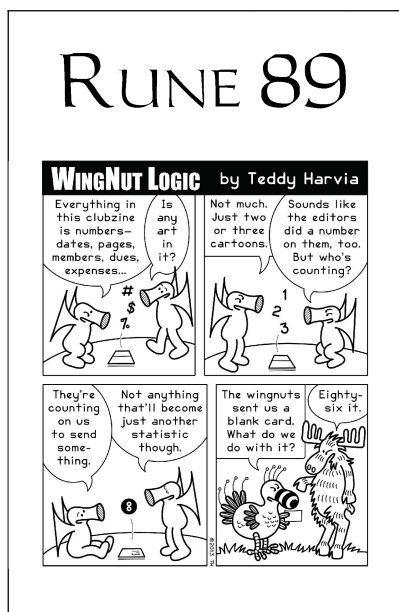 RUNE 89
WINGNUT LOGIC by Teddy Harvia
Everything in
this clubzine
is numbers—
dates, pages,
members, dues,
expenses...
Is
any
art
in
it?
#
$
%
Not much.
Just two
or three
cartoons.
Sounds like
the editors
did a number
on them, too.
But who's
counting?
1
2
3
They're
counting
on us
to send
some-
thing.
Not anything
that'll become
just another
statistic
though.
8
The wingnuts
sent us a
blank card.
What do we
do with it?
Eighty-
six it.
©2013 TH